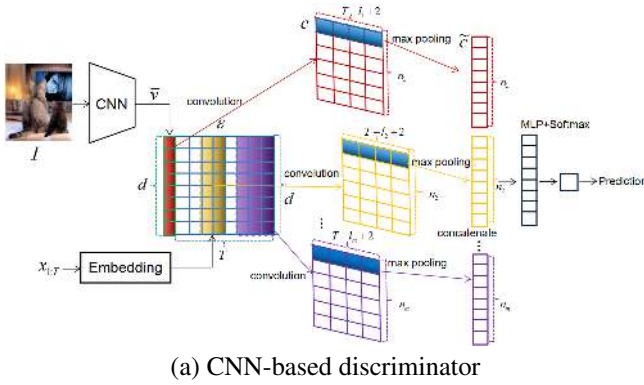 T - l₁ + 2
c
max pooling
c̃
n₁
I
CNN
v̄
convolution
ε
MLP+Softmax
d
convolution
d
T - l₂ + 2
max pooling
n₂
n₂
Prediction
concatenate
T
x₁:T
Embedding
convolution
T - lₘ + 2
max pooling
nₘ
nₘ
(a) CNN-based discriminator